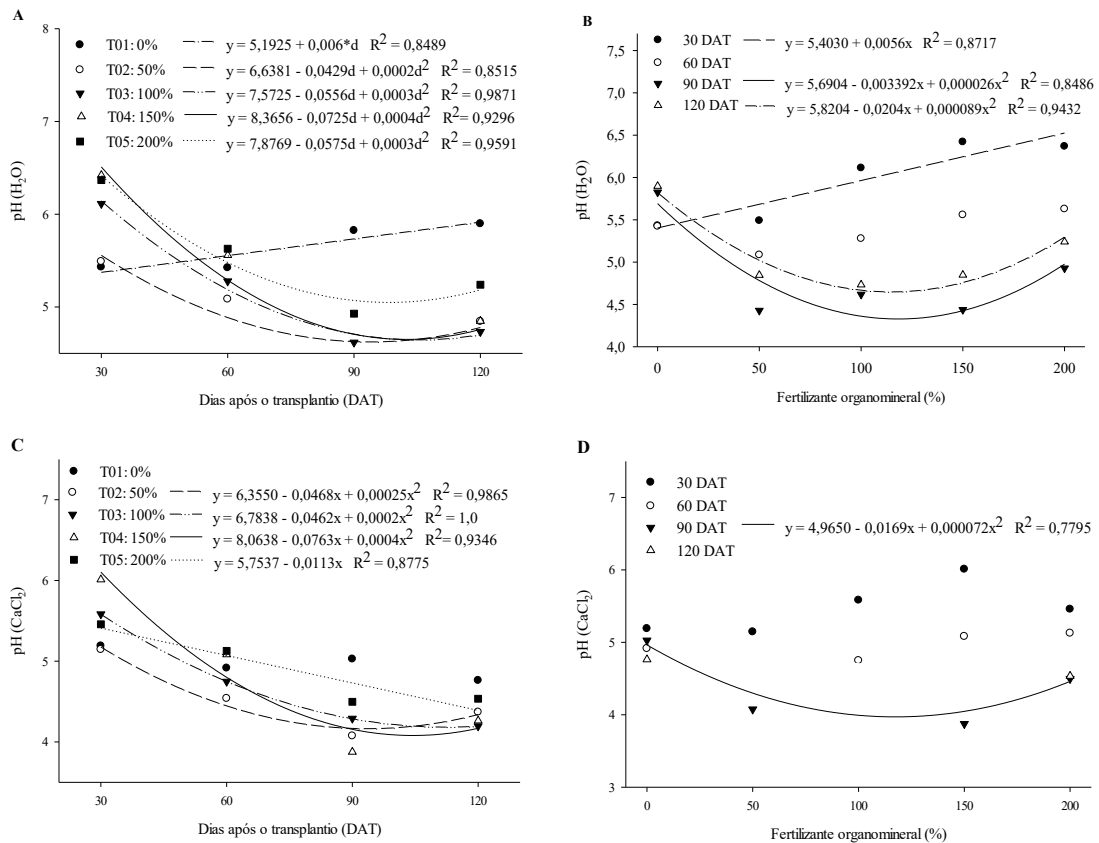 A
8
T01: 0% y = 5,1925 + 0,006*d R² = 0,8489
T02: 50% y = 6,6381 - 0,0429d + 0,0002d² R² = 0,8515
T03: 100% y = 7,5725 - 0,0556d + 0,0003d² R² = 0,9871
T04: 150% y = 8,3656 - 0,0725d + 0,0004d² R² = 0,9296
T05: 200% y = 7,8769 - 0,0575d + 0,0003d² R² = 0,9591
7
6
5
pH (H₂O)
30 60 90 120
Dias após o transplantio (DAT)
B
7,5
7,0
6,5
6,0
5,5
5,0
4,5
4,0
30 DAT y = 5,4030 + 0,0056x R² = 0,8717
60 DAT
90 DAT y = 5,6904 - 0,003392x + 0,000026x² R² = 0,8486
120 DAT y = 5,8204 - 0,0204x + 0,000089x² R² = 0,9432
pH (H₂O)
0 50 100 150 200
Fertilizante organomineral (%)
C
T01: 0%
T02: 50% y = 6,3550 - 0,0468x + 0,00025x² R² = 0,9865
T03: 100% y = 6,7838 - 0,0462x + 0,0002x² R² = 1,0
T04: 150% y = 8,0638 - 0,0763x + 0,0004x² R² = 0,9346
T05: 200% y = 5,7537 - 0,0113x R² = 0,8775
7
6
5
4
pH (CaCl₂)
30 60 90 120
Dias após o transplantio (DAT)
D
30 DAT
60 DAT
90 DAT y = 4,9650 - 0,0169x + 0,000072x² R² = 0,7795
120 DAT
7
6
5
4
3
pH (CaCl₂)
0 50 100 150 200
Fertilizante organomineral (%)